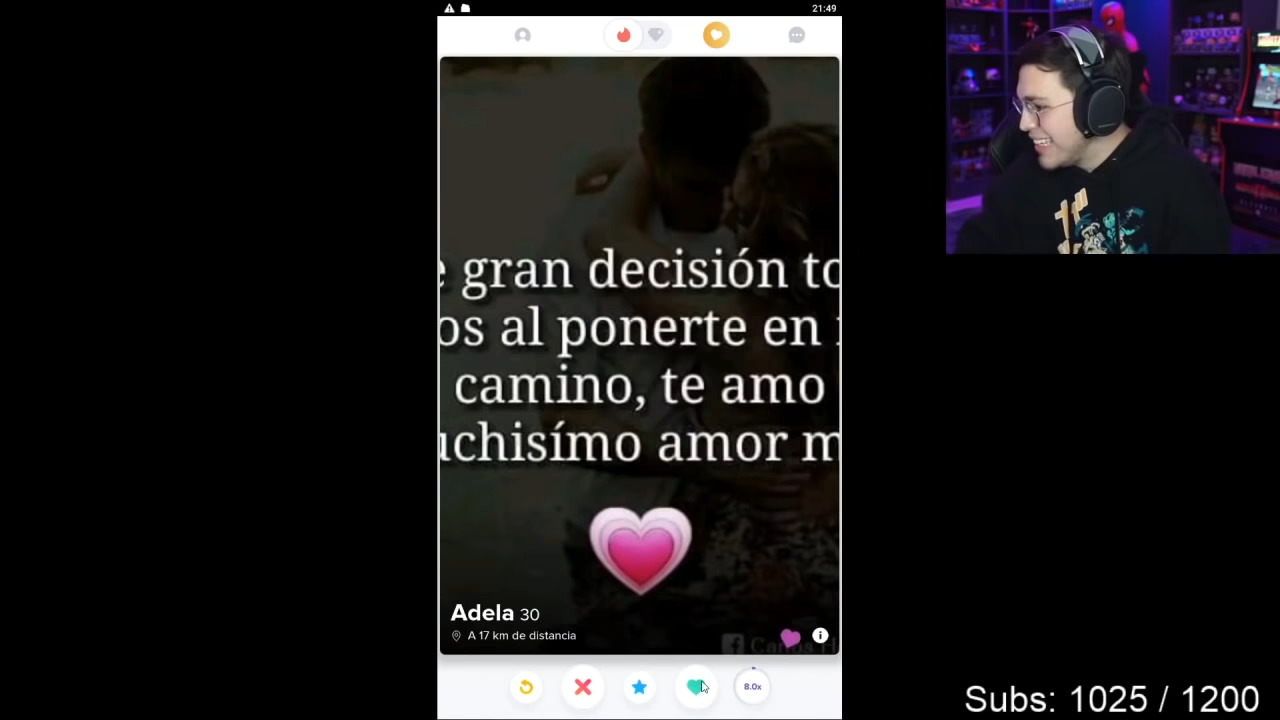 21:49
gran decisión to
os al ponerte en
camino, te amo
uchisímo amor m
Adela 30
A 17 km de distancia
8.0x
Subs: 1025 / 1200